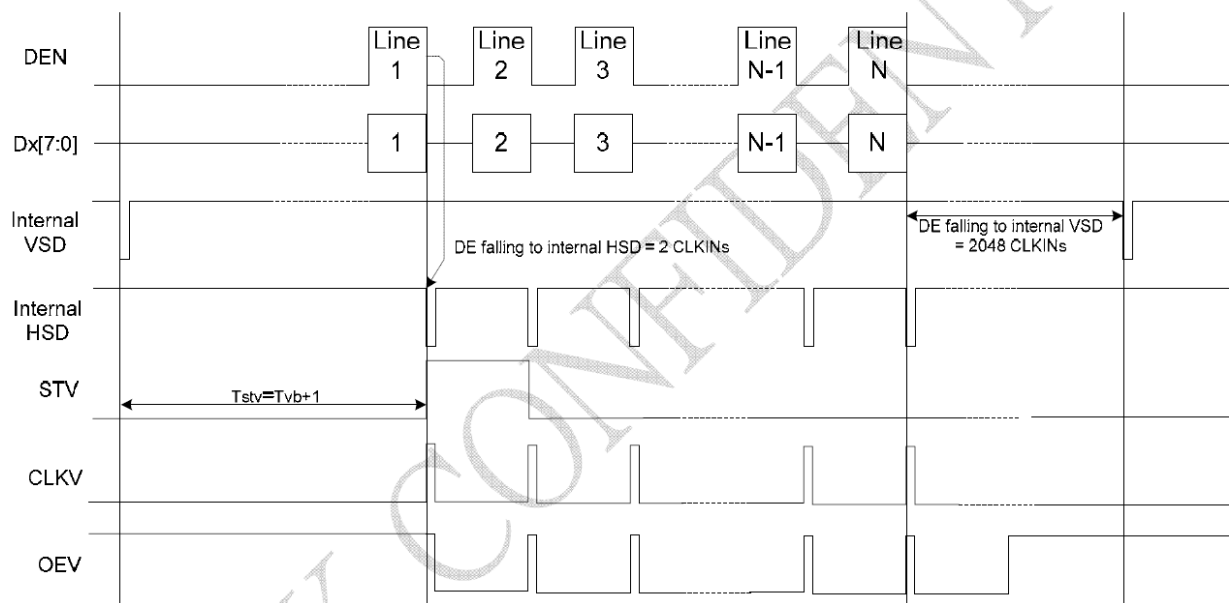 DEN
Line
1
Line
2
Line
3
Line
N-1
Line
N
Dx[7:0]
1
2
3
N-1
N
Internal
VSD
DE falling to internal HSD = 2 CLKINs
DE falling to internal VSD
= 2048 CLKINs
Internal
HSD
STV
Tstv=Tvb+1
CLKV
OEV